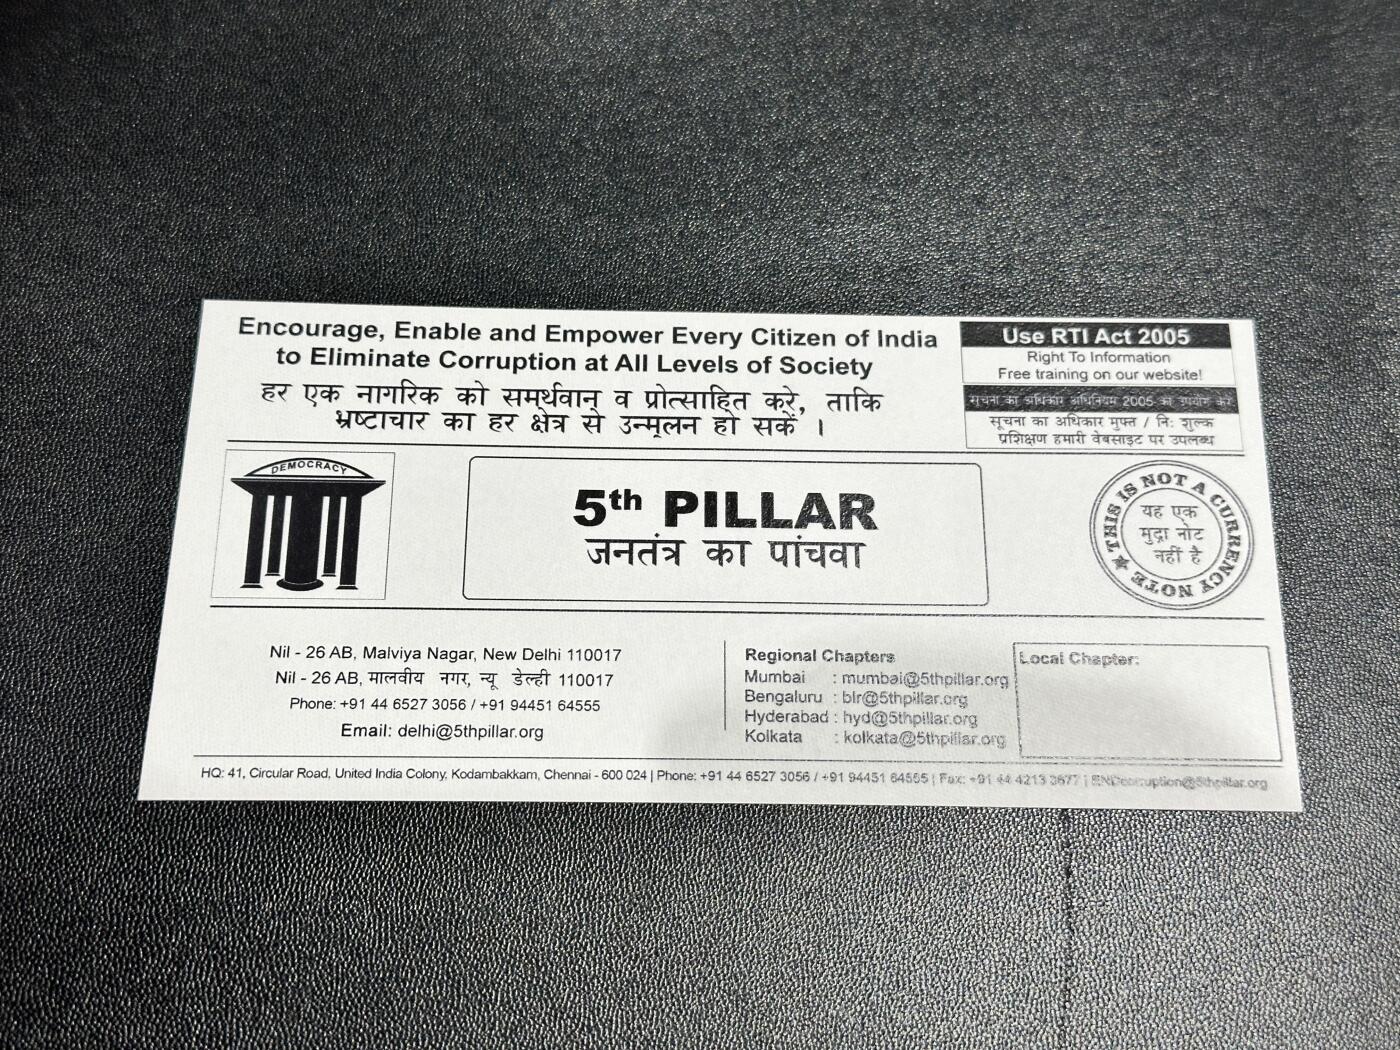 Encourage, Enable and Empower Every Citizen of India
to Eliminate Corruption at All Levels of Society
हर एक नागरिक को समर्थवान व प्रोत्साहित करे, ताकि
भ्रष्टाचार का हर क्षेत्र से उन्मूलन हो सकें ।
Use RTI Act 2005
Right To Information
Free training on our website!
सूचना का अधिकार अधिनियम 2005 का उपयोग करे
सूचना का अधिकार मुफ्त / नि: शुल्क
प्रशिक्षण हमारी वेबसाइट पर उपलब्ध
DEMOCRACY
5th PILLAR
जनतंत्र का पांचवा
★ THIS IS NOT A CURRENCY NOTE
यह एक
मुद्रा नोट
नहीं है
Nil - 26 AB, Malviya Nagar, New Delhi 110017
Nil - 26 AB, मालवीय नगर, न्यू डेल्ही 110017
Phone: +91 44 6527 3056 / +91 94451 64555
Email: delhi@5thpillar.org
Regional Chapters
Mumbai : mumbai@5thpillar.org
Bengaluru : blr@5thpillar.org
Hyderabad : hyd@5thpillar.org
Kolkata : kolkata@5thpillar.org
Local Chapter:
HQ: 41, Circular Road, United India Colony, Kodambakkam, Chennai - 600 024 | Phone: +91 44 6527 3056 / +91 94451 64555 | Fax: +91 44 4213 3677 | ENDcorruption@5thpillar.org